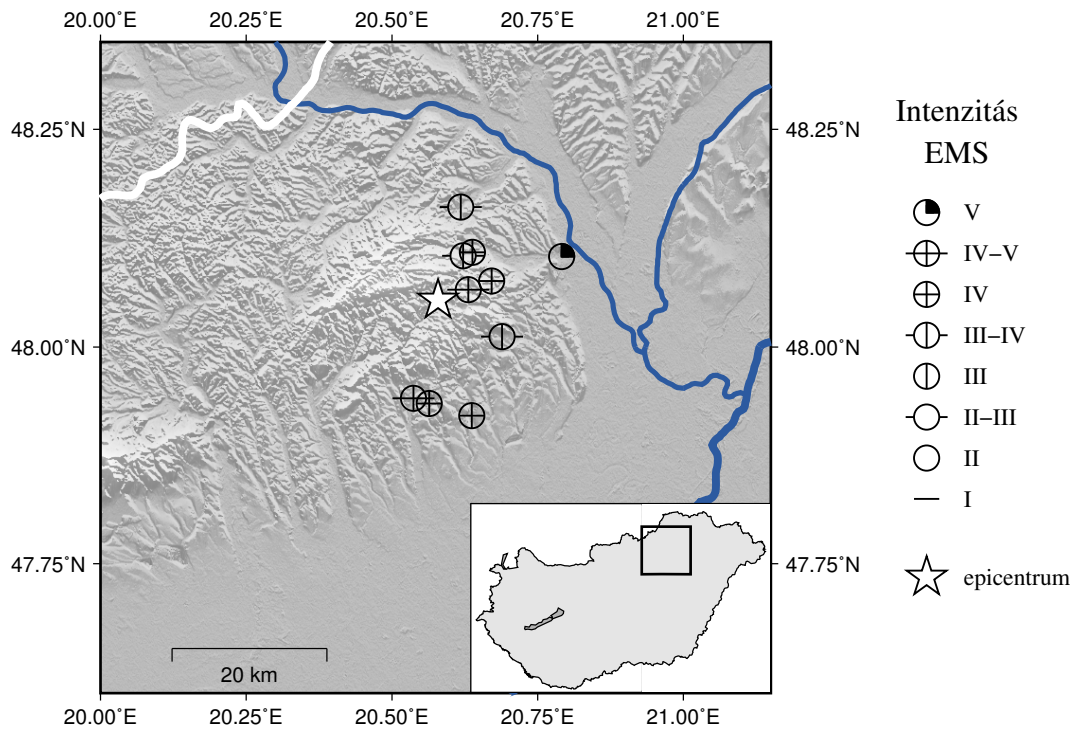 20.00˚E 20.25˚E 20.50˚E 20.75˚E 21.00˚E
48.25˚N 48.25˚N
48.00˚N 48.00˚N
47.75˚N 47.75˚N
20 km
20.00˚E 20.25˚E 20.50˚E 20.75˚E 21.00˚E
Intenzitás
EMS
V
IV–V
IV
III–IV
III
II–III
II
I
epicentrum